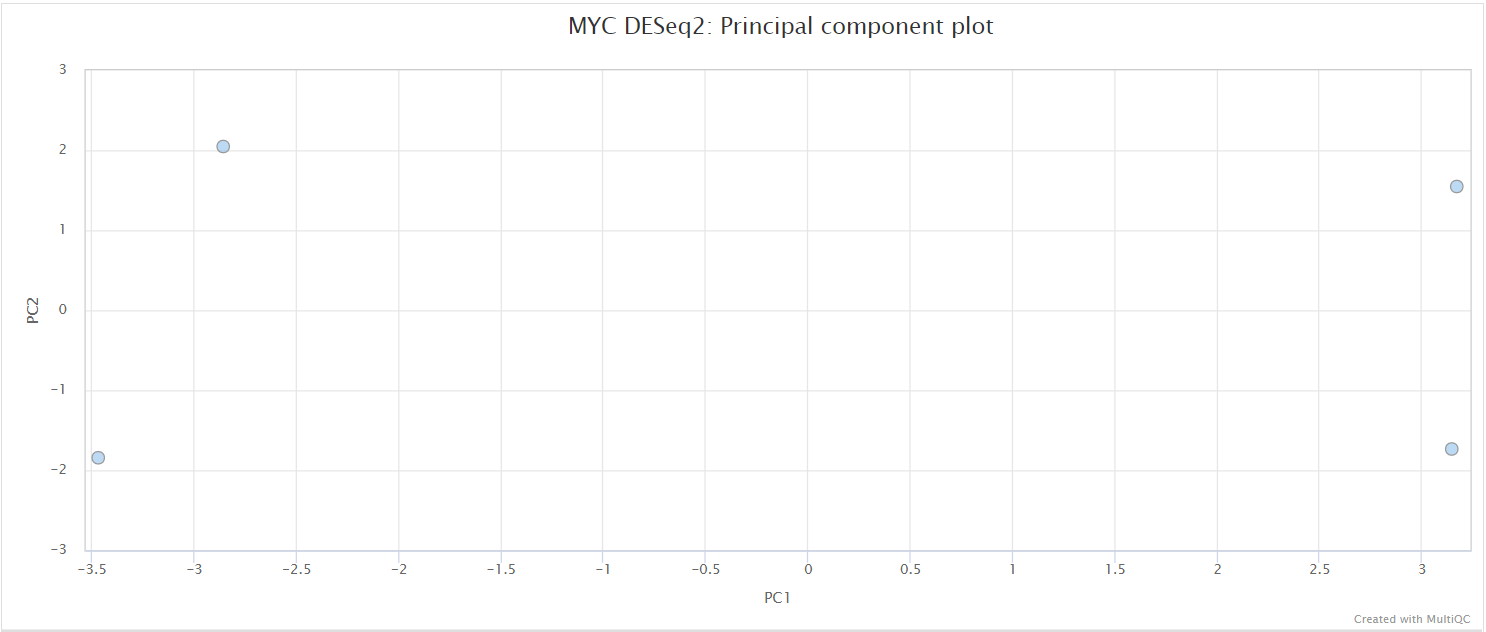 MYC DESeq2: Principal component plot
3
2
1
0
−1
−2
−3
PC2
−3.5 −3 −2.5 −2 −1.5 −1 −0.5 0 0.5 1 1.5 2 2.5 3
PC1
Created with MultiQC